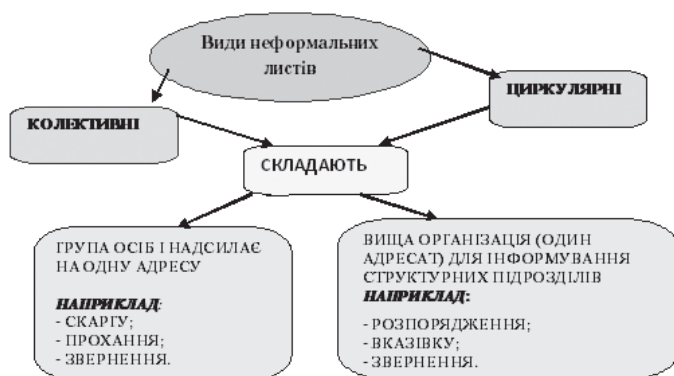 Види неформальних
листів
КОЛЕКТИВНІ
ЦИРКУЛЯРНІ
СКЛАДАЮТЬ
ГРУПА ОСІБ І НАДСИЛАЄ
НА ОДНУ АДРЕСУ
НАПРИКЛАД:
- СКАРГУ;
- ПРОХАННЯ;
- ЗВЕРНЕННЯ.
ВИЩА ОРГАНІЗАЦІЯ (ОДИН
АДРЕСАТ) ДЛЯ ІНФОРМУВАННЯ
СТРУКТУРНИХ ПІДРОЗДІЛІВ
НАПРИКЛАД:
- РОЗПОРЯДЖЕННЯ;
- ВКАЗІВКУ;
- ЗВЕРНЕННЯ.